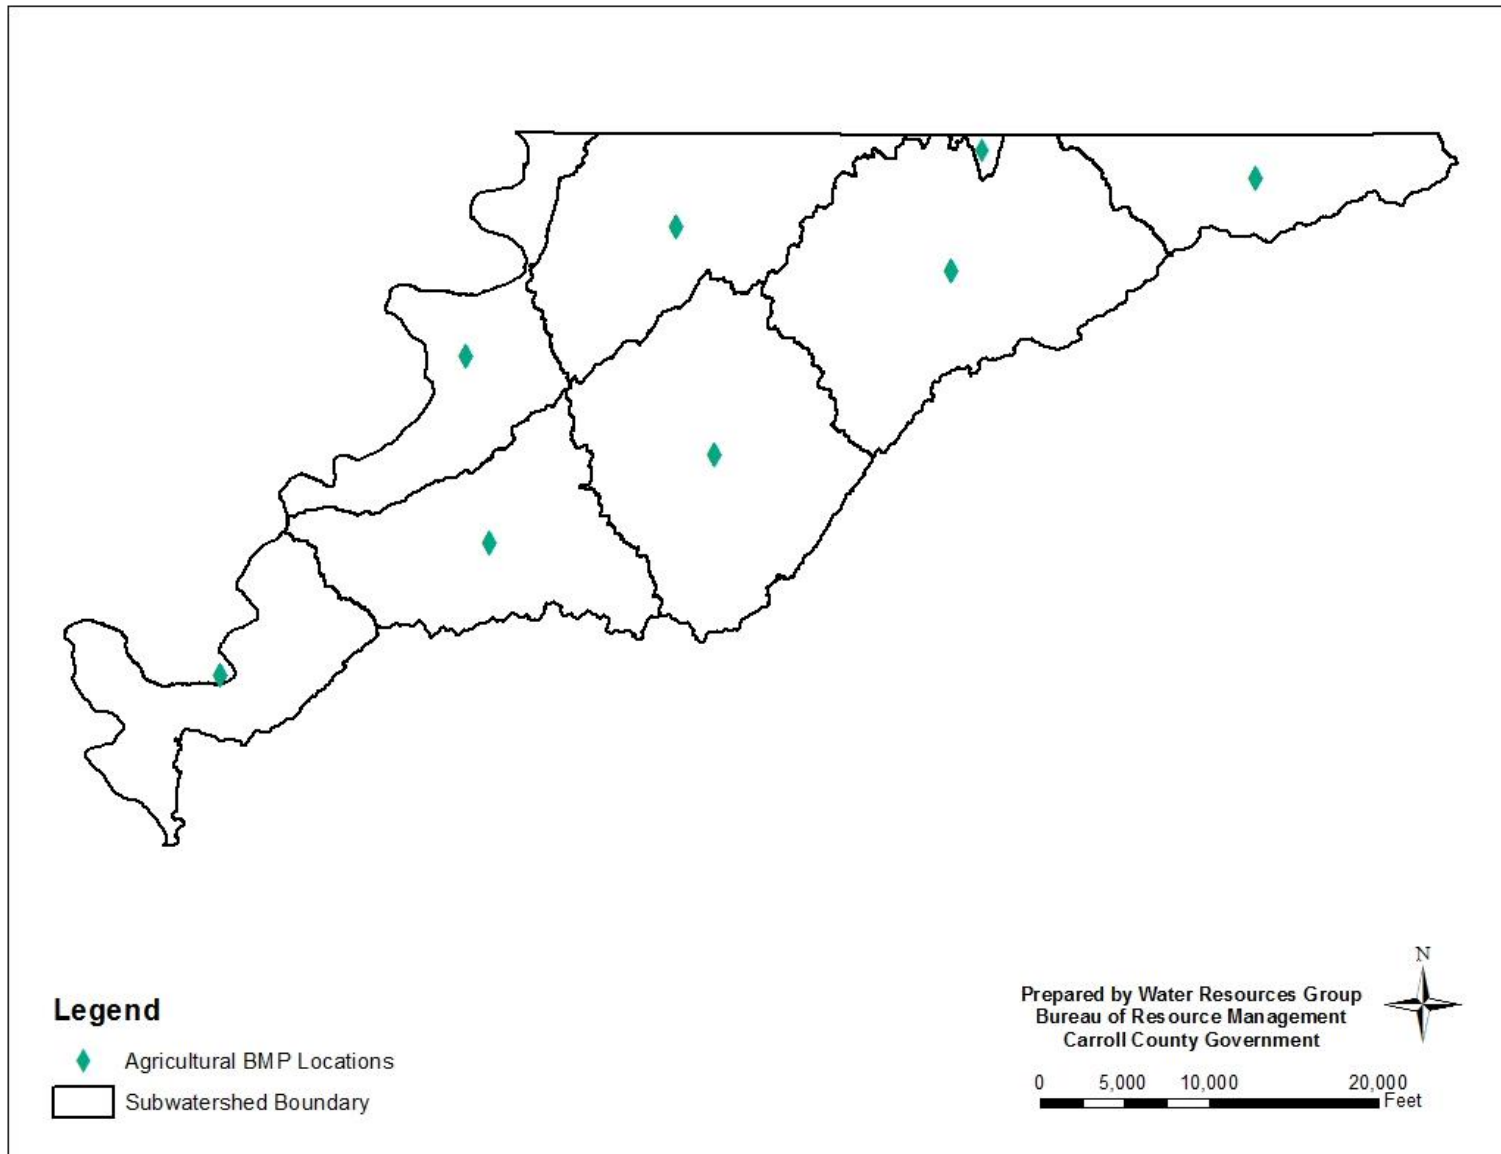 Legend
Agricultural BMP Locations
Subwatershed Boundary
N
Prepared by Water Resources Group
Bureau of Resource Management
Carroll County Government
0 5,000 10,000 20,000
Feet